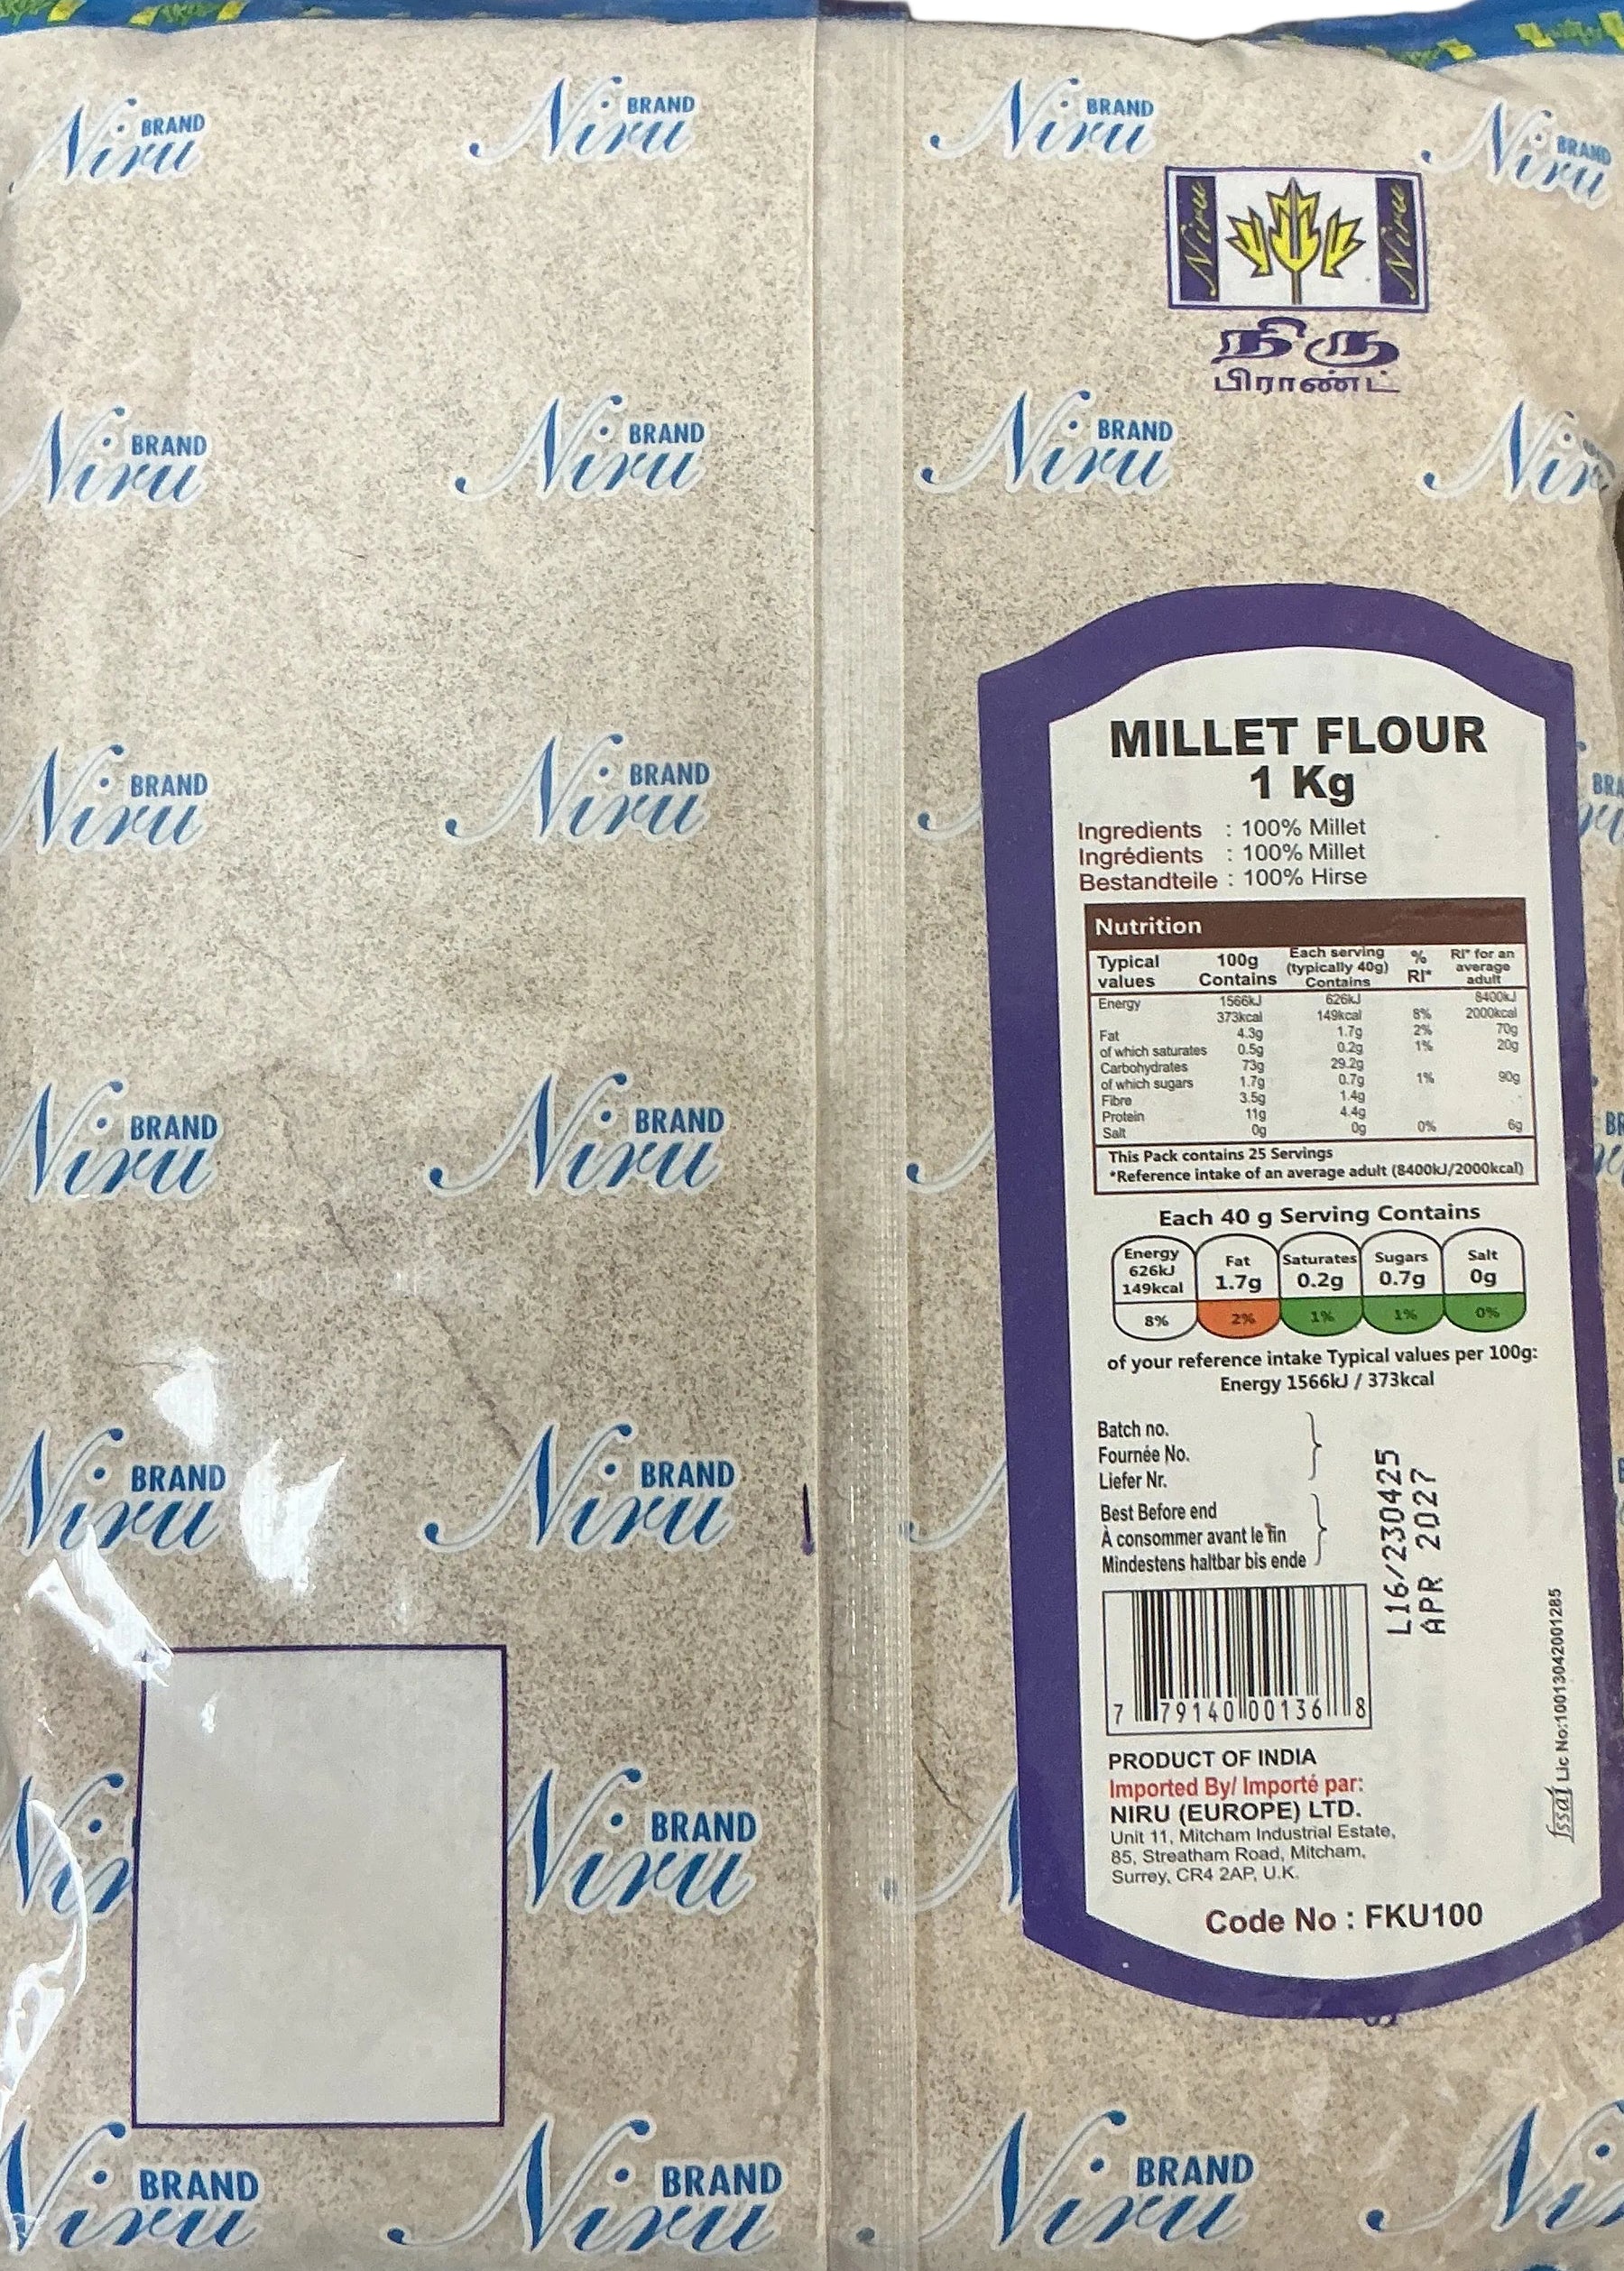 Niru BRAND
Niru BRAND
Niru BRAND
Niru BRAND
Niru
Niru
நிரு
பிராண்ட்
Niru BRAND
Niru BRAND
Niru BRAND
MILLET FLOUR
1 Kg
Ingredients : 100% Millet
Ingrédients : 100% Millet
Bestandteile : 100% Hirse
Nutrition
Typical values 100g Contains Each serving (typically 40g) Contains % RI* RI* for an average adult
Energy 1566kJ 626kJ 8400kJ
373kcal 149kcal 8% 2000kcal
Fat 4.3g 1.7g 2% 70g
of which saturates 0.5g 0.2g 1% 20g
Carbohydrates 73g 29.2g
of which sugars 1.7g 0.7g 1% 90g
Fibre 3.5g 1.4g
Protein 11g 4.4g
Salt 0g 0g 0% 6g
This Pack contains 25 Servings
*Reference intake of an average adult (8400kJ/2000kcal)
Each 40 g Serving Contains
Energy 626kJ 149kcal 8%
Fat 1.7g 2%
Saturates 0.2g 1%
Sugars 0.7g 1%
Salt 0g 0%
of your reference intake Typical values per 100g:
Energy 1566kJ / 373kcal
Batch no.
Fournée No.
Liefer Nr.
Best Before end
À consommer avant le fin
Mindestens haltbar bis ende
L16/230425
APR 2027
7 79140 00136 8
PRODUCT OF INDIA
Imported By/ Importé par:
NIRU (EUROPE) LTD.
Unit 11, Mitcham Industrial Estate,
85, Streatham Road, Mitcham,
Surrey, CR4 2AP, U.K.
Code No : FKU100
fssai Lic No:10013042001285
Niru BRAND
Niru BRAND
Niru BRAND
Niru BRAND
Niru BRAND
Niru BRAND
Niru BRAND
Niru BRAND
Niru BRAND
Niru BRAND